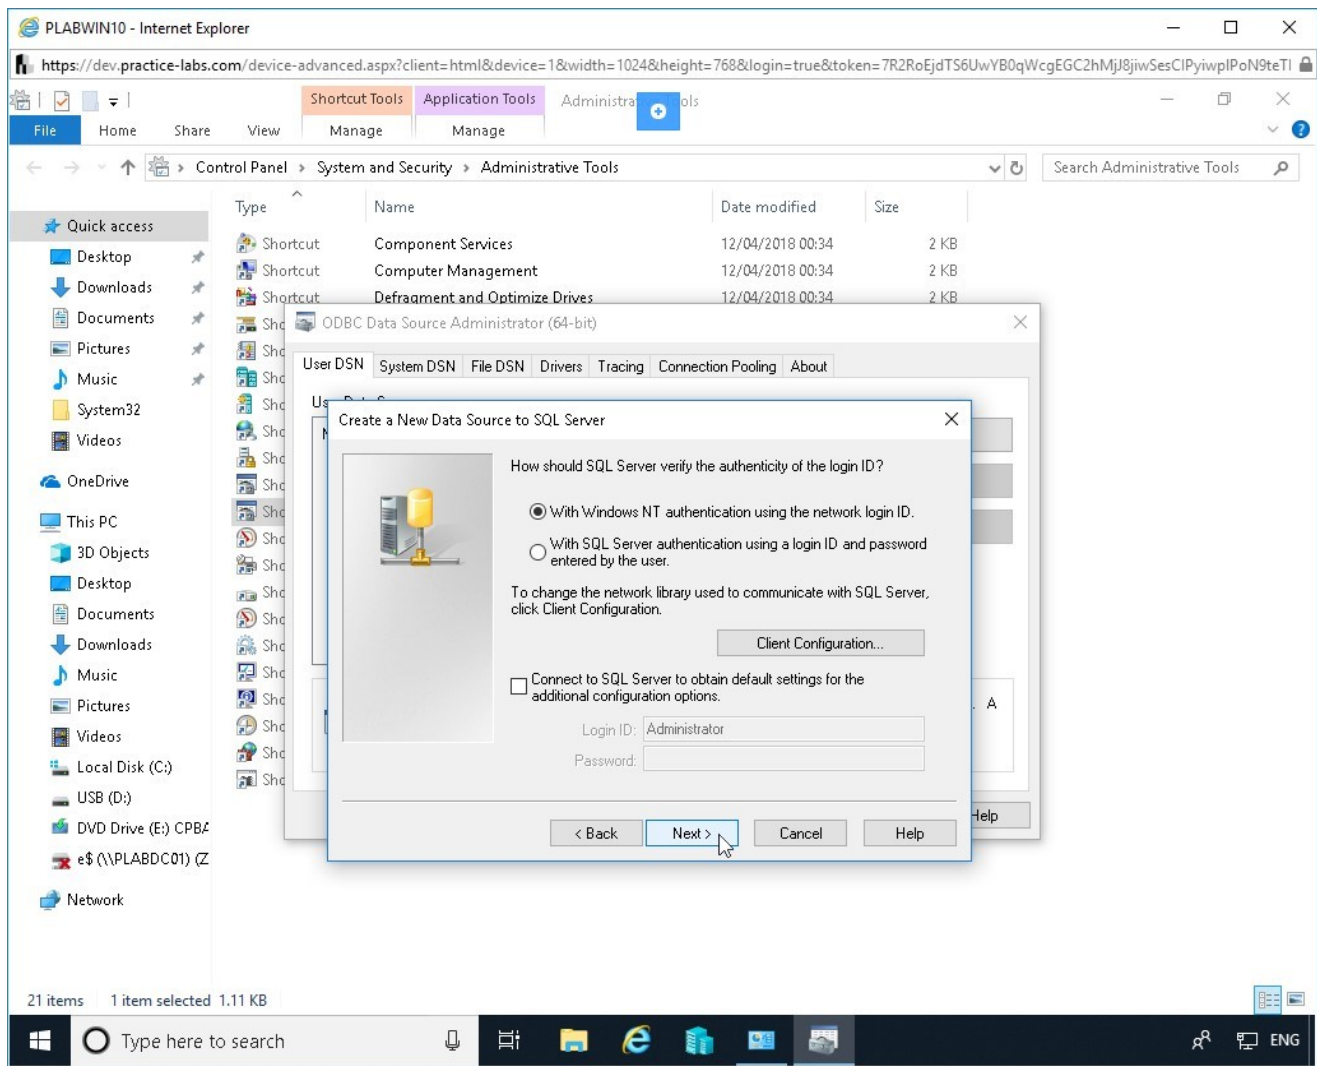 PLABWIN10 - Internet Explorer
https://dev.practice-labs.com/device-advanced.aspx?client=html&device=1&width=1024&height=768&login=true&token=7R2RoEjdTS6UwYB0qWcgEGC2hMjJ8jiwSesCIPyiwpIPoN9teTI
Shortcut Tools Application Tools
File Home Share View Manage Manage
Control Panel > System and Security > Administrative Tools
Search Administrative Tools
Type Name Date modified Size
Quick access
Desktop
Downloads
Documents
Pictures
Music
System32
Videos
OneDrive
This PC
3D Objects
Desktop
Documents
Downloads
Music
Pictures
Videos
Local Disk (C:)
USB (D:)
DVD Drive (E:) CPBA
e$ (\\PLABDC01) (Z
Network
Shortcut Component Services 12/04/2018 00:34 2 KB
Shortcut Computer Management 12/04/2018 00:34 2 KB
Shortcut Defragment and Optimize Drives 12/04/2018 00:34 2 KB
ODBC Data Source Administrator (64-bit)
User DSN System DSN File DSN Drivers Tracing Connection Pooling About
Create a New Data Source to SQL Server
How should SQL Server verify the authenticity of the login ID?
With Windows NT authentication using the network login ID.
With SQL Server authentication using a login ID and password
entered by the user.
To change the network library used to communicate with SQL Server,
click Client Configuration.
Client Configuration...
Connect to SQL Server to obtain default settings for the
additional configuration options.
Login ID: Administrator
Password:
< Back Next > Cancel Help
Help
21 items 1 item selected 1.11 KB
Type here to search
ENG